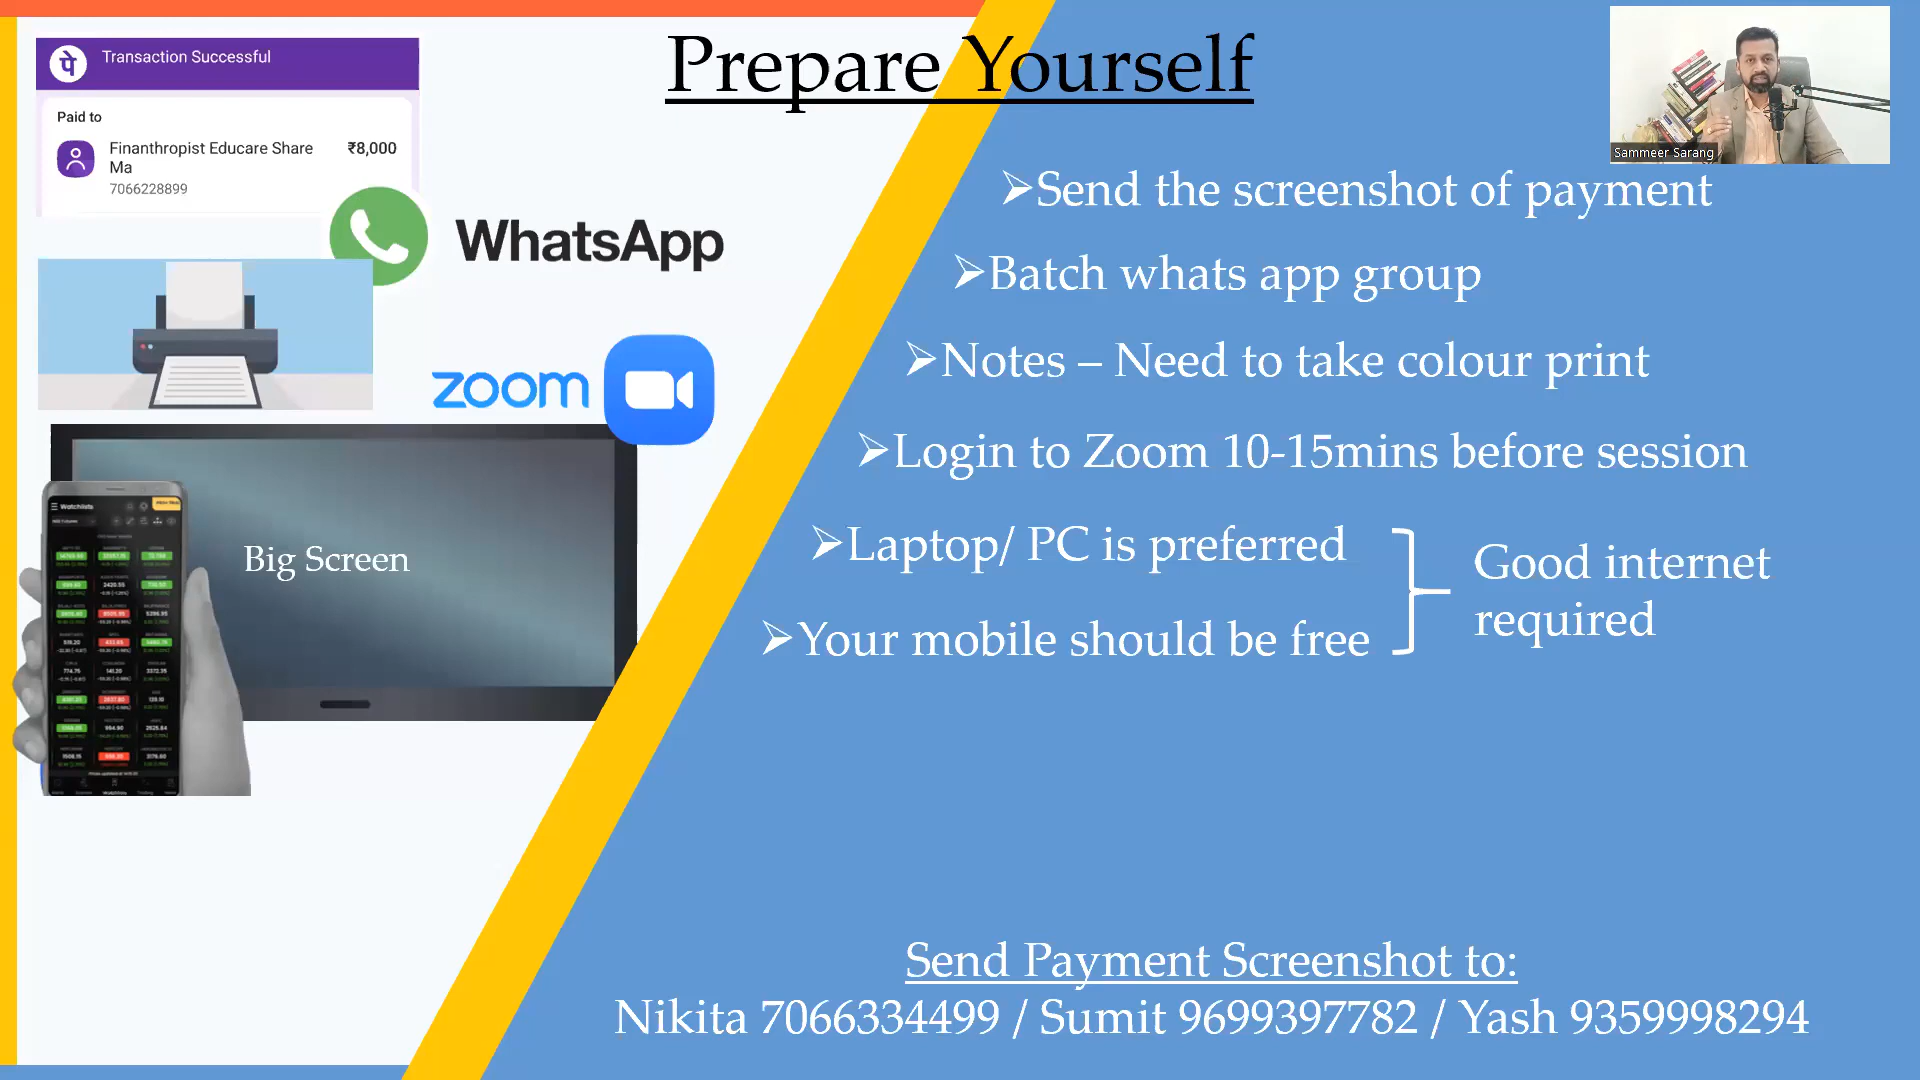 Prepare Yourself
पे
Transaction Successful
Paid to
Finanthropist Educare Share
Ma
₹8,000
7066228899
WhatsApp
zoom
Watchlists
Big Screen
Sammeer Sarang
➢Send the screenshot of payment
➢Batch whats app group
➢Notes – Need to take colour print
➢Login to Zoom 10-15mins before session
➢Laptop/ PC is preferred
➢Your mobile should be free
Good internet
required
Send Payment Screenshot to:
Nikita 7066334499 / Sumit 9699397782 / Yash 9359998294